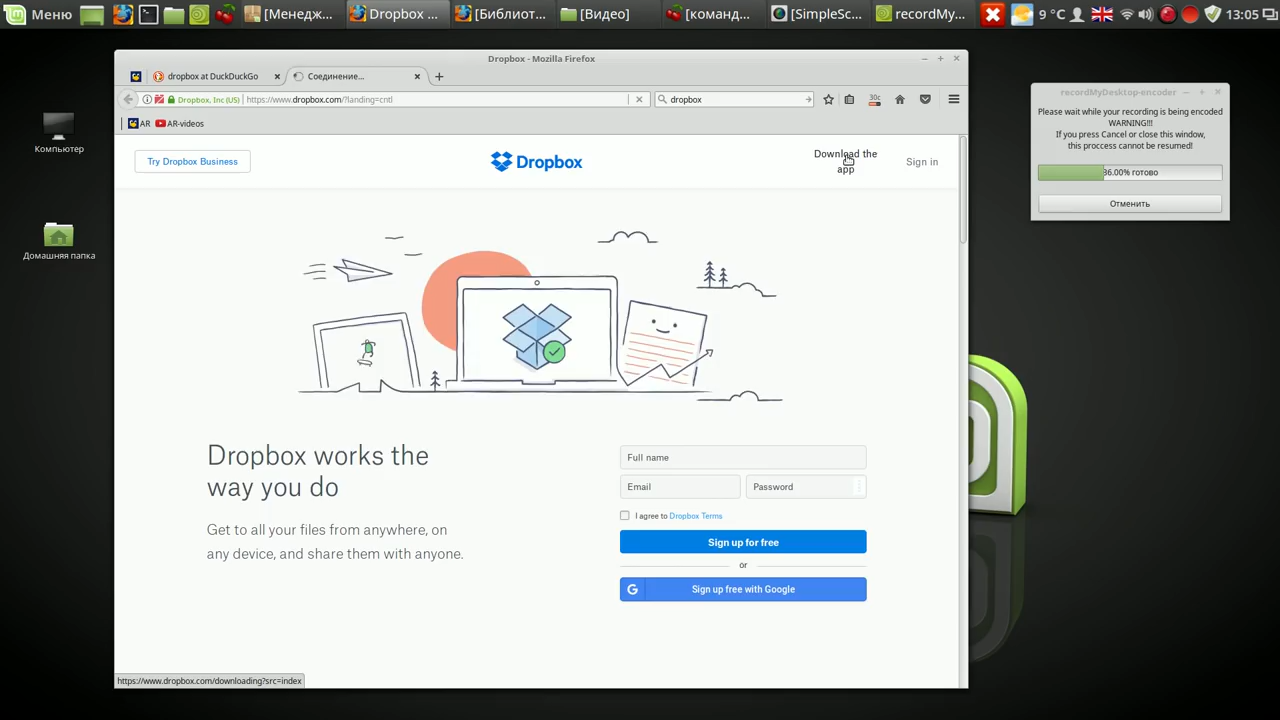 Меню
[Менедж...
Dropbox ...
[Библиот...
[Видео]
[команд...
[SimpleSc...
recordMy...
9 °C
13:05
Компьютер
Домашняя папка
Dropbox - Mozilla Firefox
dropbox at DuckDuckGo
Соединение...
Dropbox, Inc (US)
https://www.dropbox.com/?landing=cntl
dropbox
30c
AR
AR-videos
Try Dropbox Business
Dropbox
Download the
app
Sign in
Dropbox works the
way you do
Get to all your files from anywhere, on
any device, and share them with anyone.
Full name
Email
Password
I agree to Dropbox Terms
Sign up for free
or
G
Sign up free with Google
https://www.dropbox.com/downloading?src=index
recordMyDesktop-encoder
Please wait while your recording is being encoded
WARNING!!!
If you press Cancel or close this window,
this proccess cannot be resumed!
36.00% готово
Отменить